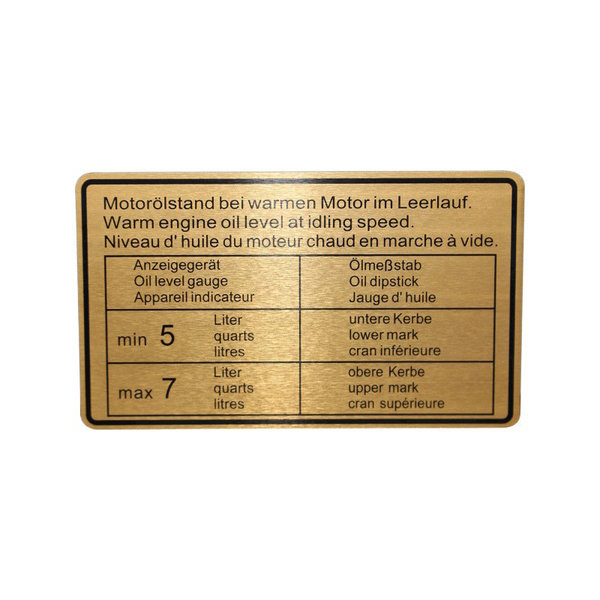 Motorölstand bei warmen Motor im Leerlauf.
Warm engine oil level at idling speed.
Niveau d' huile du moteur chaud en marche à vide.
Anzeigegerät
Oil level gauge
Appareil indicateur
Ölmeßstab
Oil dipstick
Jauge d' huile
min 5
Liter
quarts
litres
untere Kerbe
lower mark
cran inférieure
max 7
Liter
quarts
litres
obere Kerbe
upper mark
cran supérieure